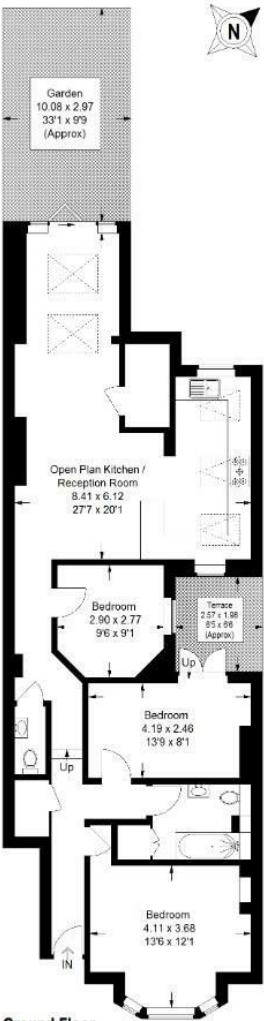 N
Garden
10.08 x 2.97
33'1 x 9'9
(Approx)
Open Plan Kitchen /
Reception Room
8.41 x 6.12
27'7 x 20'1
Bedroom
2.90 x 2.77
9'6 x 9'1
Terrace
2.57 x 1.98
8'5 x 6'6
(Approx)
Up
Bedroom
4.19 x 2.46
13'9 x 8'1
Up
Bedroom
4.11 x 3.68
13'6 x 12'1
IN
Ground Floor